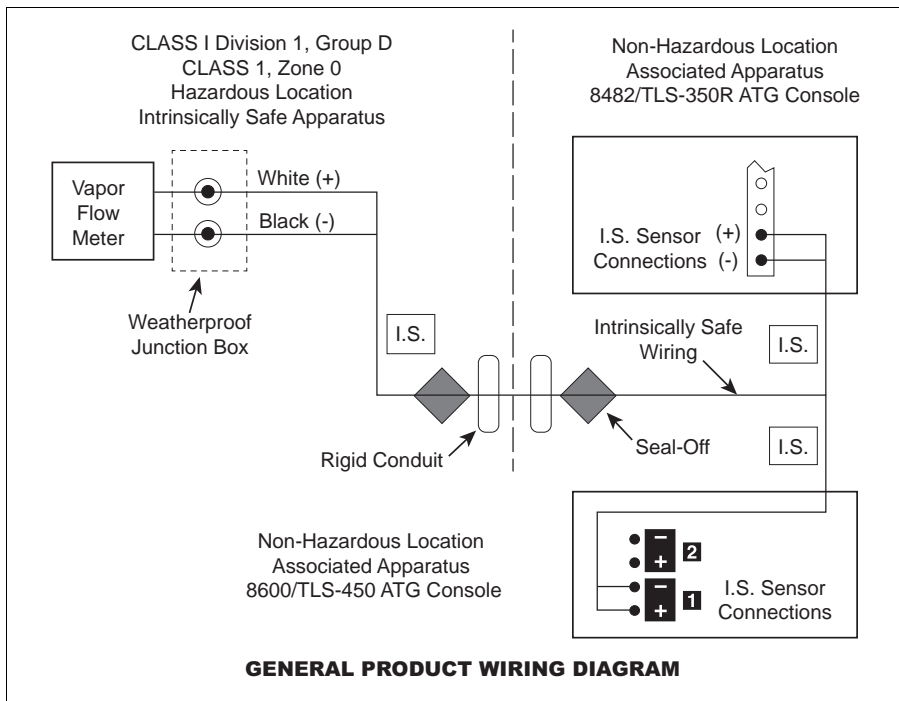 CLASS I Division 1, Group D
CLASS 1, Zone 0
Hazardous Location
Intrinsically Safe Apparatus
Non-Hazardous Location
Associated Apparatus
8482/TLS-350R ATG Console
Vapor
Flow
Meter
White (+)
Black (-)
Weatherproof
Junction Box
I.S.
I.S. Sensor
Connections
(+)
(-)
Intrinsically Safe
Wiring
I.S.
Rigid Conduit
Seal-Off
I.S.
Non-Hazardous Location
Associated Apparatus
8600/TLS-450 ATG Console
− 
+
2
−
+
1
I.S. Sensor
Connections
GENERAL PRODUCT WIRING DIAGRAM